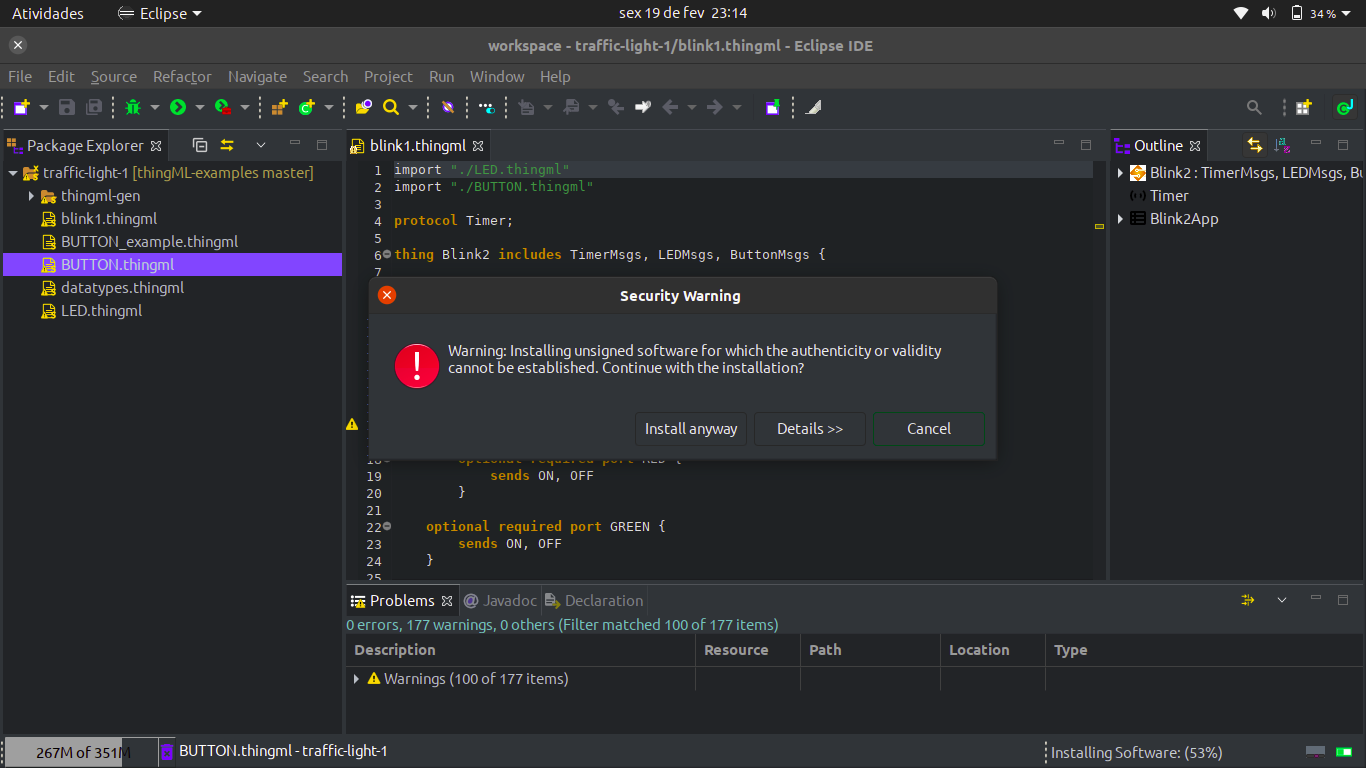 Atividades
Eclipse
sex 19 de fev 23:14
34 %
workspace - traffic-light-1/blink1.thingml - Eclipse IDE
File Edit Source Refactor Navigate Search Project Run Window Help
Package Explorer
traffic-light-1 [thingML-examples master]
thingml-gen
blink1.thingml
BUTTON_example.thingml
BUTTON.thingml
datatypes.thingml
LED.thingml
blink1.thingml
1 import "./LED.thingml"
2 import "./BUTTON.thingml"
3
4 protocol Timer;
5
6 thing Blink2 includes TimerMsgs, LEDMsgs, ButtonMsgs {
7
Security Warning
Warning: Installing unsigned software for which the authenticity or validity
cannot be established. Continue with the installation?
Install anyway
Details >>
Cancel
19 sends ON, OFF
20 }
21
22 optional required port GREEN {
23 sends ON, OFF
24 }
25
Outline
Blink2 : TimerMsgs, LEDMsgs, Bu
Timer
Blink2App
Problems
@ Javadoc
Declaration
0 errors, 177 warnings, 0 others (Filter matched 100 of 177 items)
Description Resource Path Location Type
Warnings (100 of 177 items)
267M of 351M
BUTTON.thingml - traffic-light-1
Installing Software: (53%)